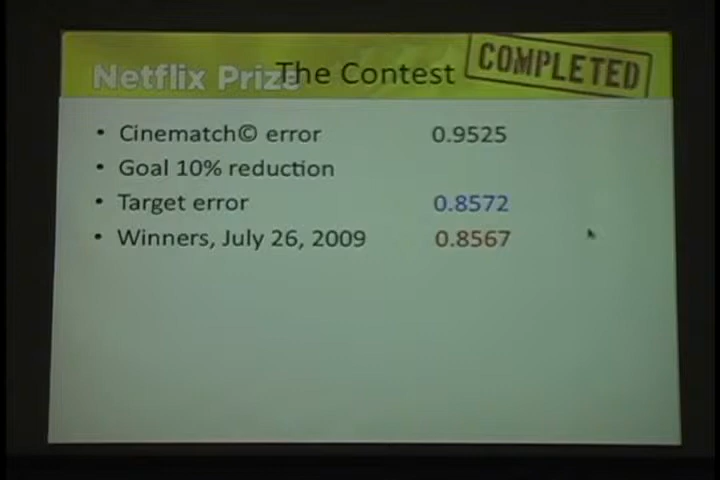 Netflix Prize
The Contest
COMPLETED
• Cinematch© error 0.9525
• Goal 10% reduction
• Target error 0.8572
• Winners, July 26, 2009 0.8567